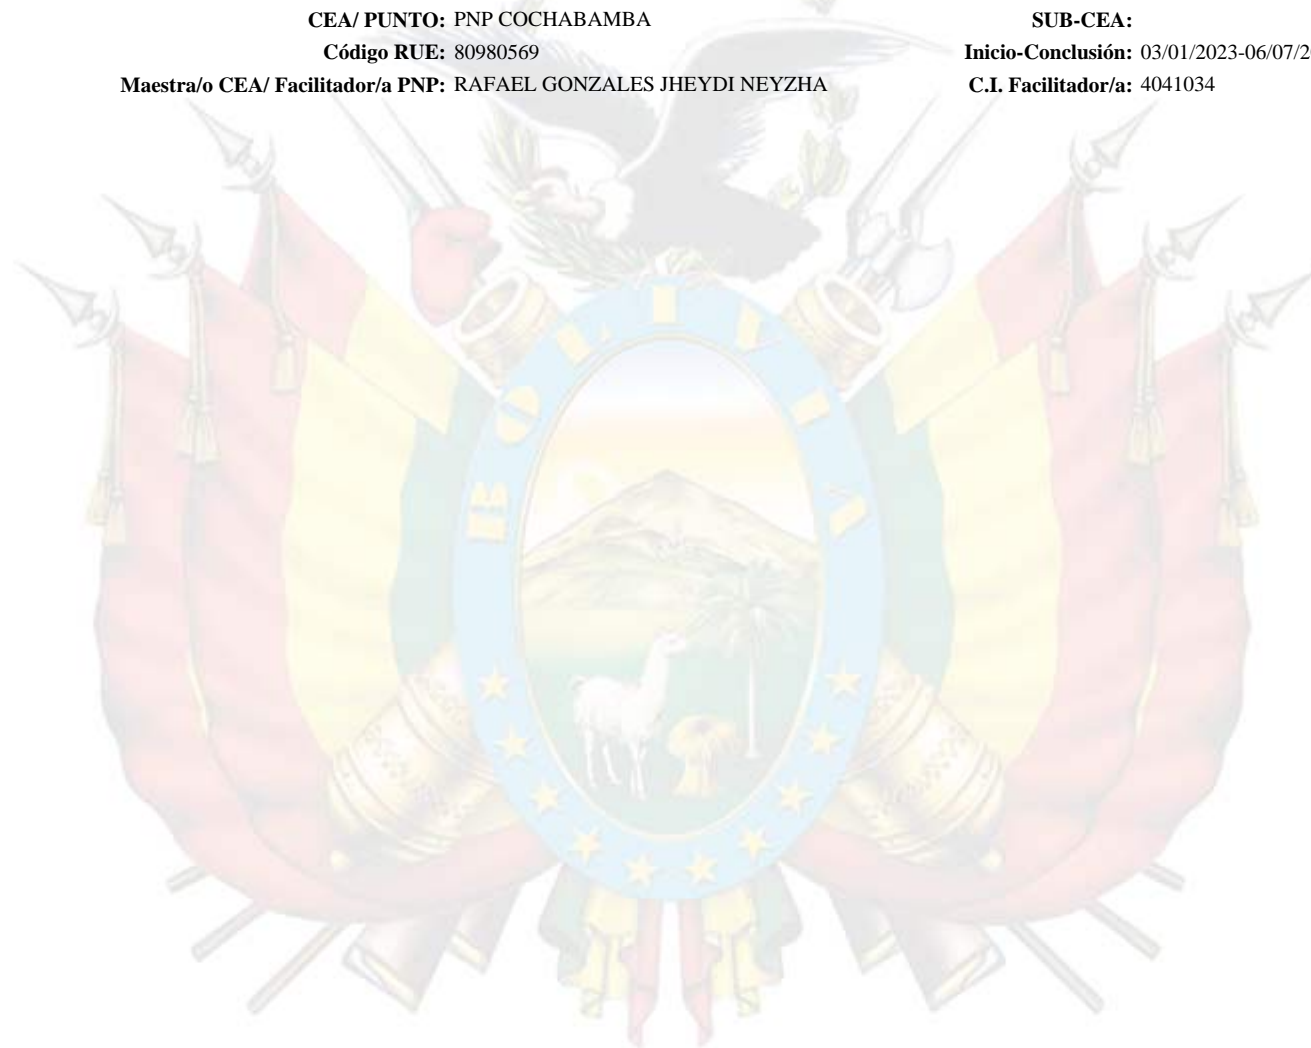 CEA/ PUNTO: PNP COCHABAMBA SUB-CEA:
Código RUE: 80980569 Inicio-Conclusión: 03/01/2023-06/07/2
Maestra/o CEA/ Facilitador/a PNP: RAFAEL GONZALES JHEYDI NEYZHA C.I. Facilitador/a: 4041034
BOLIVIA